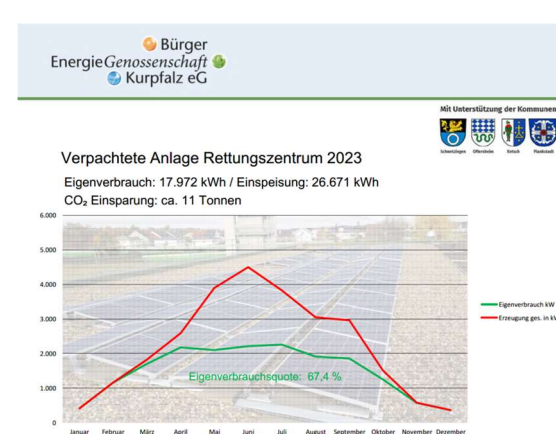 Bürger
EnergieGenossenschaft
Kurpfalz eG
Mit Unterstützung der Kommunen
Schwetzingen Oftersheim Ketsch Plankstadt
Verpachtete Anlage Rettungszentrum 2023
Eigenverbrauch: 17.972 kWh / Einspeisung: 26.671 kWh
CO₂ Einsparung: ca. 11 Tonnen
6.000
5.000
4.000
3.000
2.000
1.000
0
Eigenverbrauch kW
Erzeugung ges. in kW
Eigenverbrauchsquote: 67,4 %
Januar Februar März April Mai Juni Juli August September Oktober November Dezember